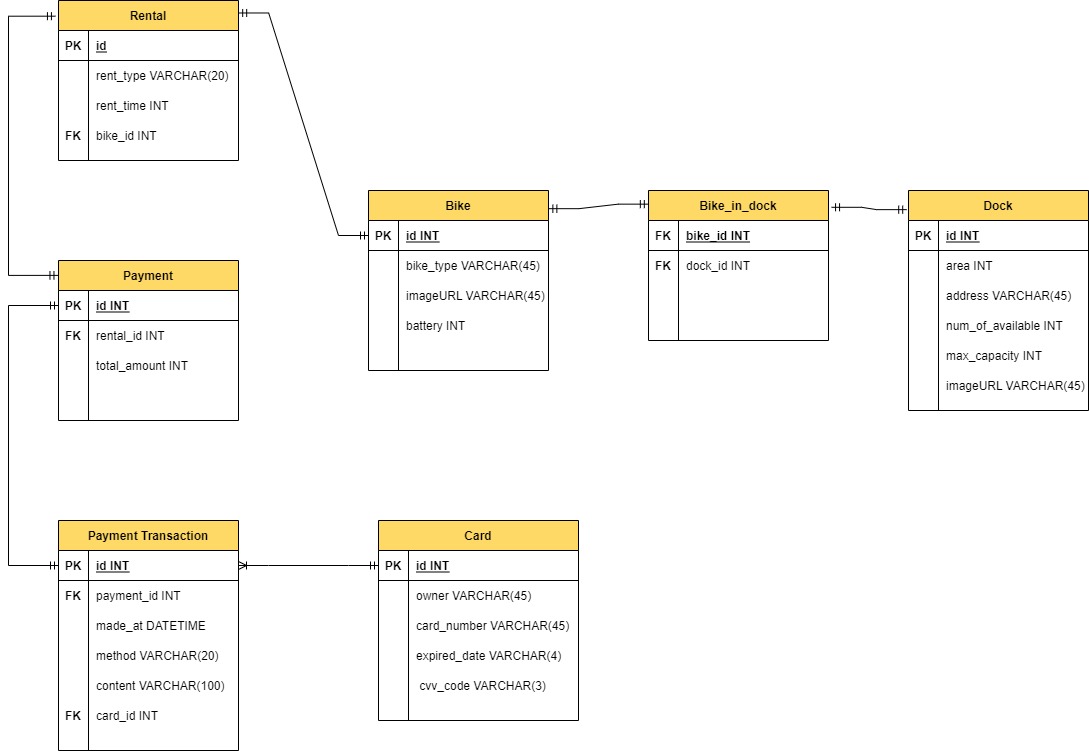 Rental
PK id
rent_type VARCHAR(20)
rent_time INT
FK bike_id INT
Payment
PK id INT
FK rental_id INT
total_amount INT
Bike
PK id INT
bike_type VARCHAR(45)
imageURL VARCHAR(45)
battery INT
Bike_in_dock
FK bike_id INT
FK dock_id INT
Dock
PK id INT
area INT
address VARCHAR(45)
num_of_available INT
max_capacity INT
imageURL VARCHAR(45)
Payment Transaction
PK id INT
FK payment_id INT
made_at DATETIME
method VARCHAR(20)
content VARCHAR(100)
FK card_id INT
Card
PK id INT
owner VARCHAR(45)
card_number VARCHAR(45)
expired_date VARCHAR(4)
cvv_code VARCHAR(3)